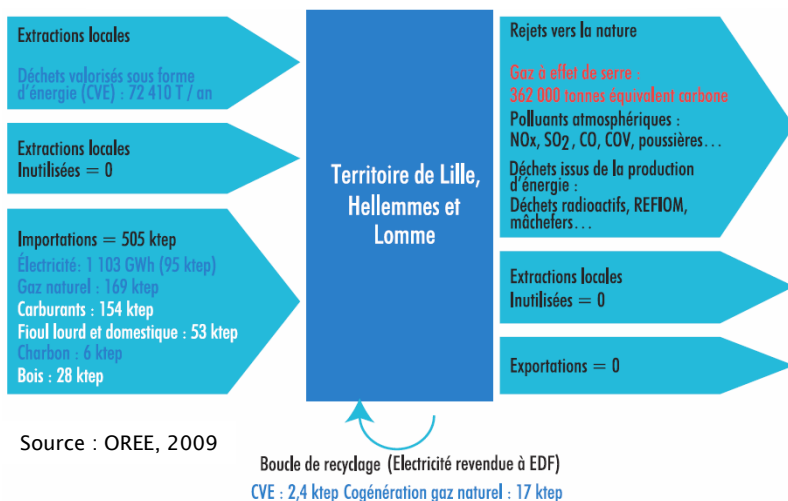 Extractions locales
Déchets valorisés sous forme
d'énergie (CVE) : 72 410 T / an
Extractions locales
Inutilisées = 0
Importations = 505 ktep
Électricité: 1 103 GWh (95 ktep)
Gaz naturel : 169 ktep
Carburants : 154 ktep
Fioul lourd et domestique : 53 ktep
Charbon : 6 ktep
Bois : 28 ktep
Territoire de Lille,
Hellemmes et
Lomme
Rejets vers la nature
Gaz à effet de serre :
362 000 tonnes équivalent carbone
Polluants atmosphériques :
NOx, SO2 , CO, COV, poussières…
Déchets issus de la production
d'énergie :
Déchets radioactifs, REFIOM,
mâchefers…
Extractions locales
Inutilisées = 0
Exportations = 0
Source : OREE, 2009
Boucle de recyclage (Electricité revendue à EDF)
CVE : 2,4 ktep Cogénération gaz naturel : 17 ktep